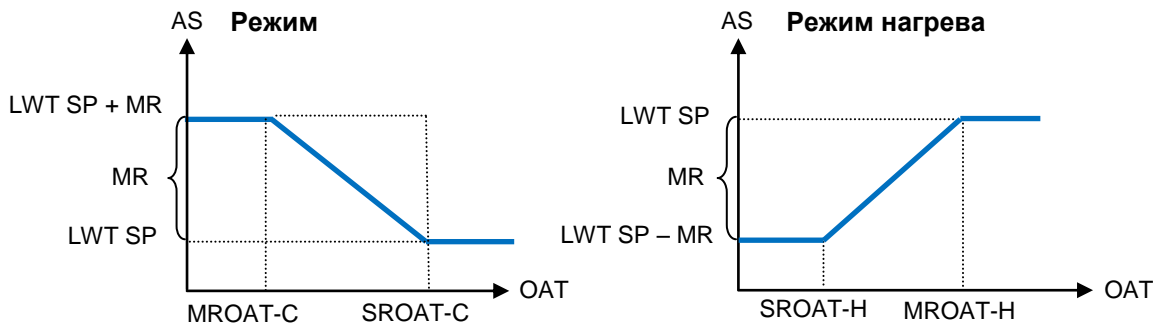 AS Режим
LWT SP + MR
MR
LWT SP
OAT
MROAT-C SROAT-C
AS Режим нагрева
LWT SP
MR
LWT SP – MR
OAT
SROAT-H MROAT-H